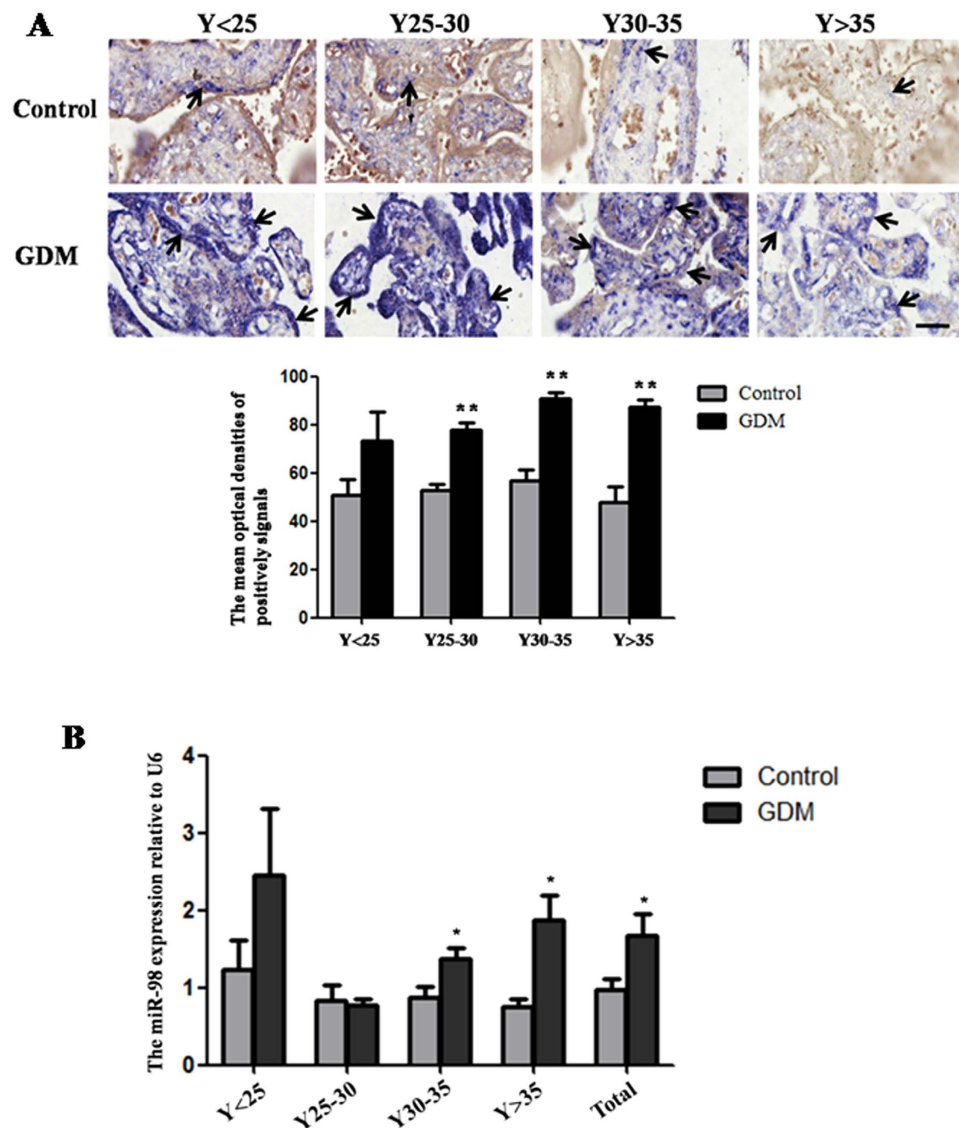 A
Y<25 Y25-30 Y30-35 Y>35
Control
GDM
The mean optical densities of
positively signals
100
80
60
40
20
0
** ** **
Control
GDM
Y<25 Y25-30 Y30-35 Y>35
B
The miR-98 expression relative to U6
4
3
2
1
0
* * *
Control
GDM
Y<25 Y25-30 Y30-35 Y>35 Total